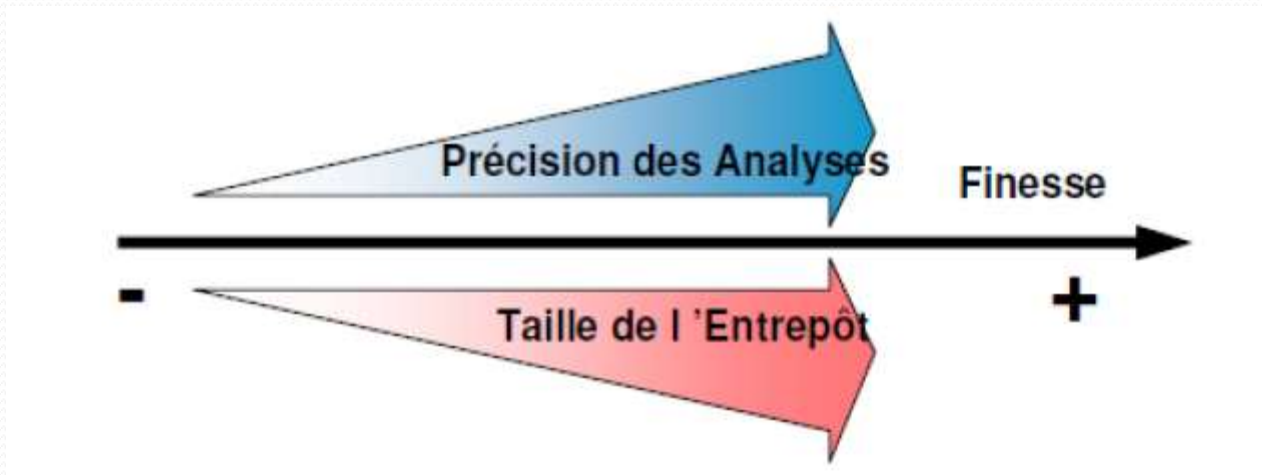 Précision des Analyses
Finesse
-
+
Taille de l ’Entrepôt